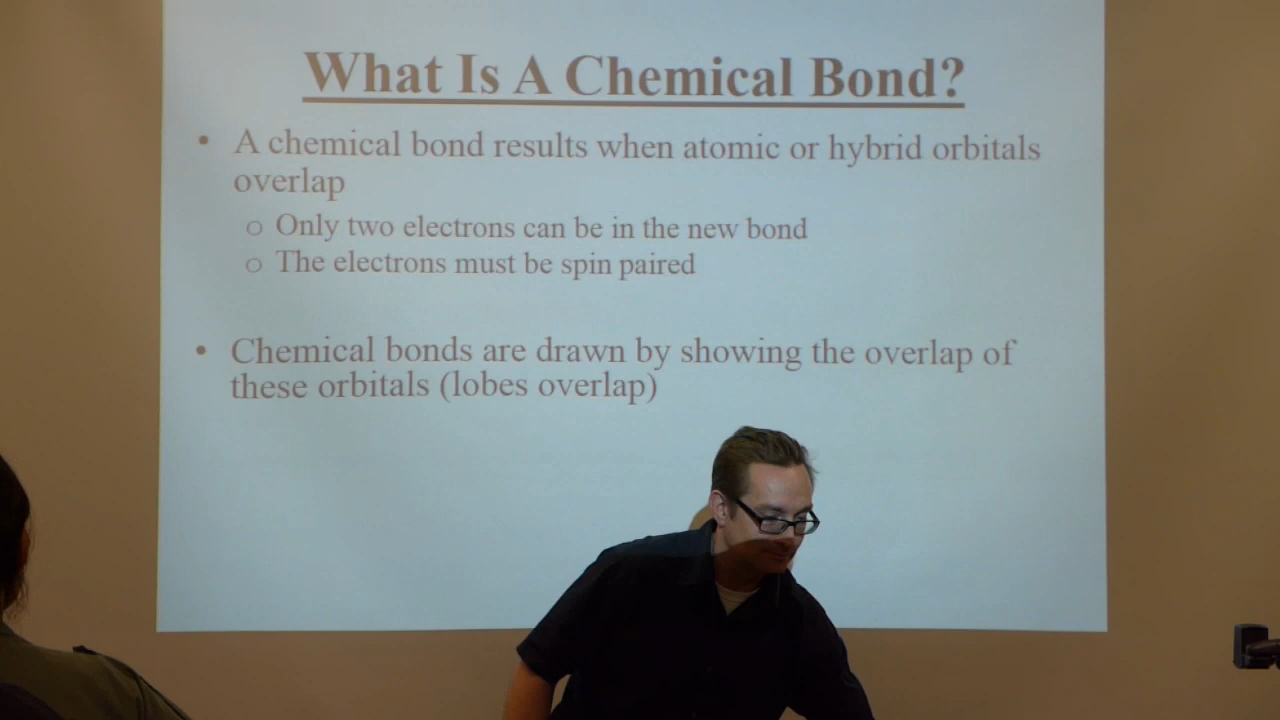 What Is A Chemical Bond?
• A chemical bond results when atomic or hybrid orbitals
overlap
o Only two electrons can be in the new bond
o The electrons must be spin paired
• Chemical bonds are drawn by showing the overlap of
these orbitals (lobes overlap)